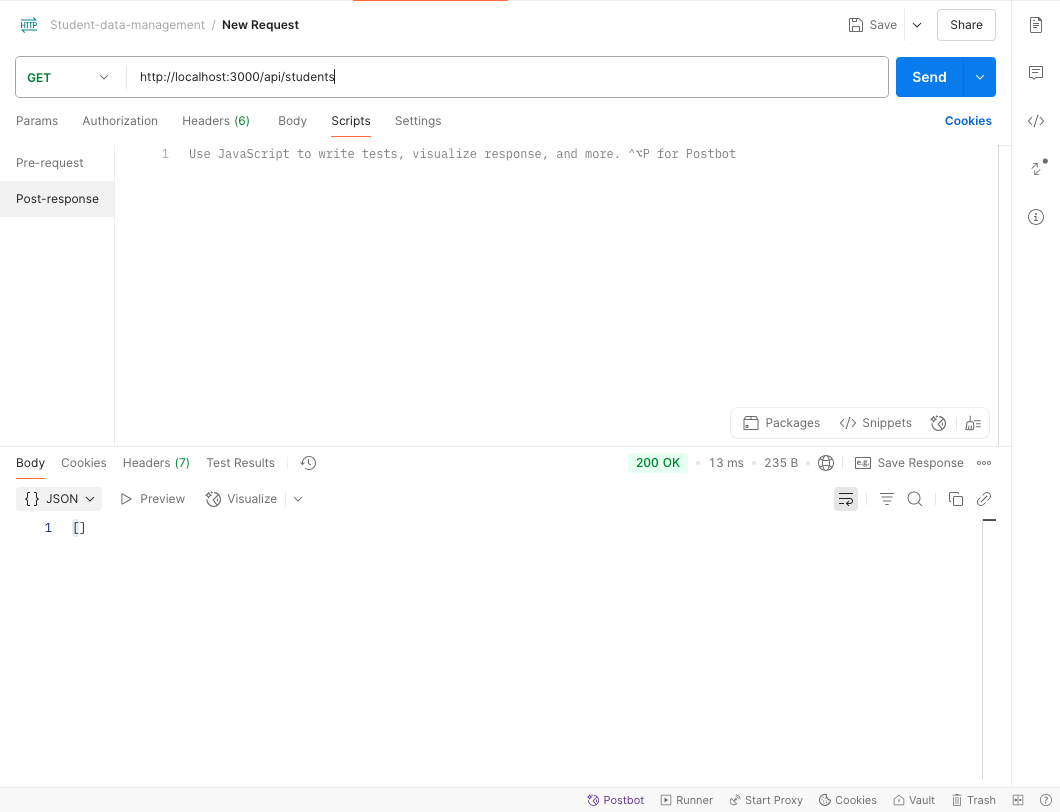 HTTP Student-data-management / New Request Save Share
GET http://localhost:3000/api/students Send
Params Authorization Headers (6) Body Scripts Settings Cookies
Pre-request
Post-response
1 Use JavaScript to write tests, visualize response, and more. ^⌥P for Postbot
Packages </> Snippets
Body Cookies Headers (7) Test Results 200 OK • 13 ms • 235 B • e.g. Save Response
{} JSON Preview Visualize
1 []
Postbot Runner Start Proxy Cookies Vault Trash